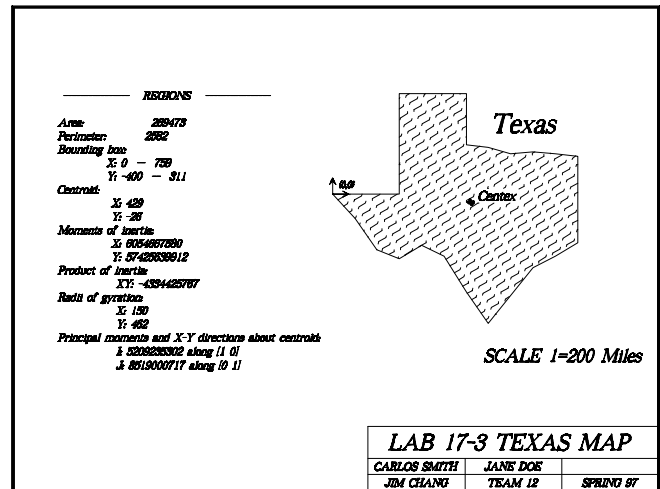 REGIONS
Area: 269473
Perimeter: 2582
Bounding box:
X: 0 — 759
Y: -400 — 311
Centroid:
X: 429
Y: -26
Moments of inertia:
X: 6054667580
Y: 57425639912
Product of inertia:
XY: -4334425767
Radii of gyration:
X: 150
Y: 462
Principal moments and X-Y directions about centroid:
I: 5209235302 along [1 0]
J: 8519000717 along [0 1]
Texas
(0,0)
Centex
SCALE 1=200 Miles
LAB 17-3 TEXAS MAP
CARLOS SMITH JANE DOE
JIM CHANG TEAM 12 SPRING 97